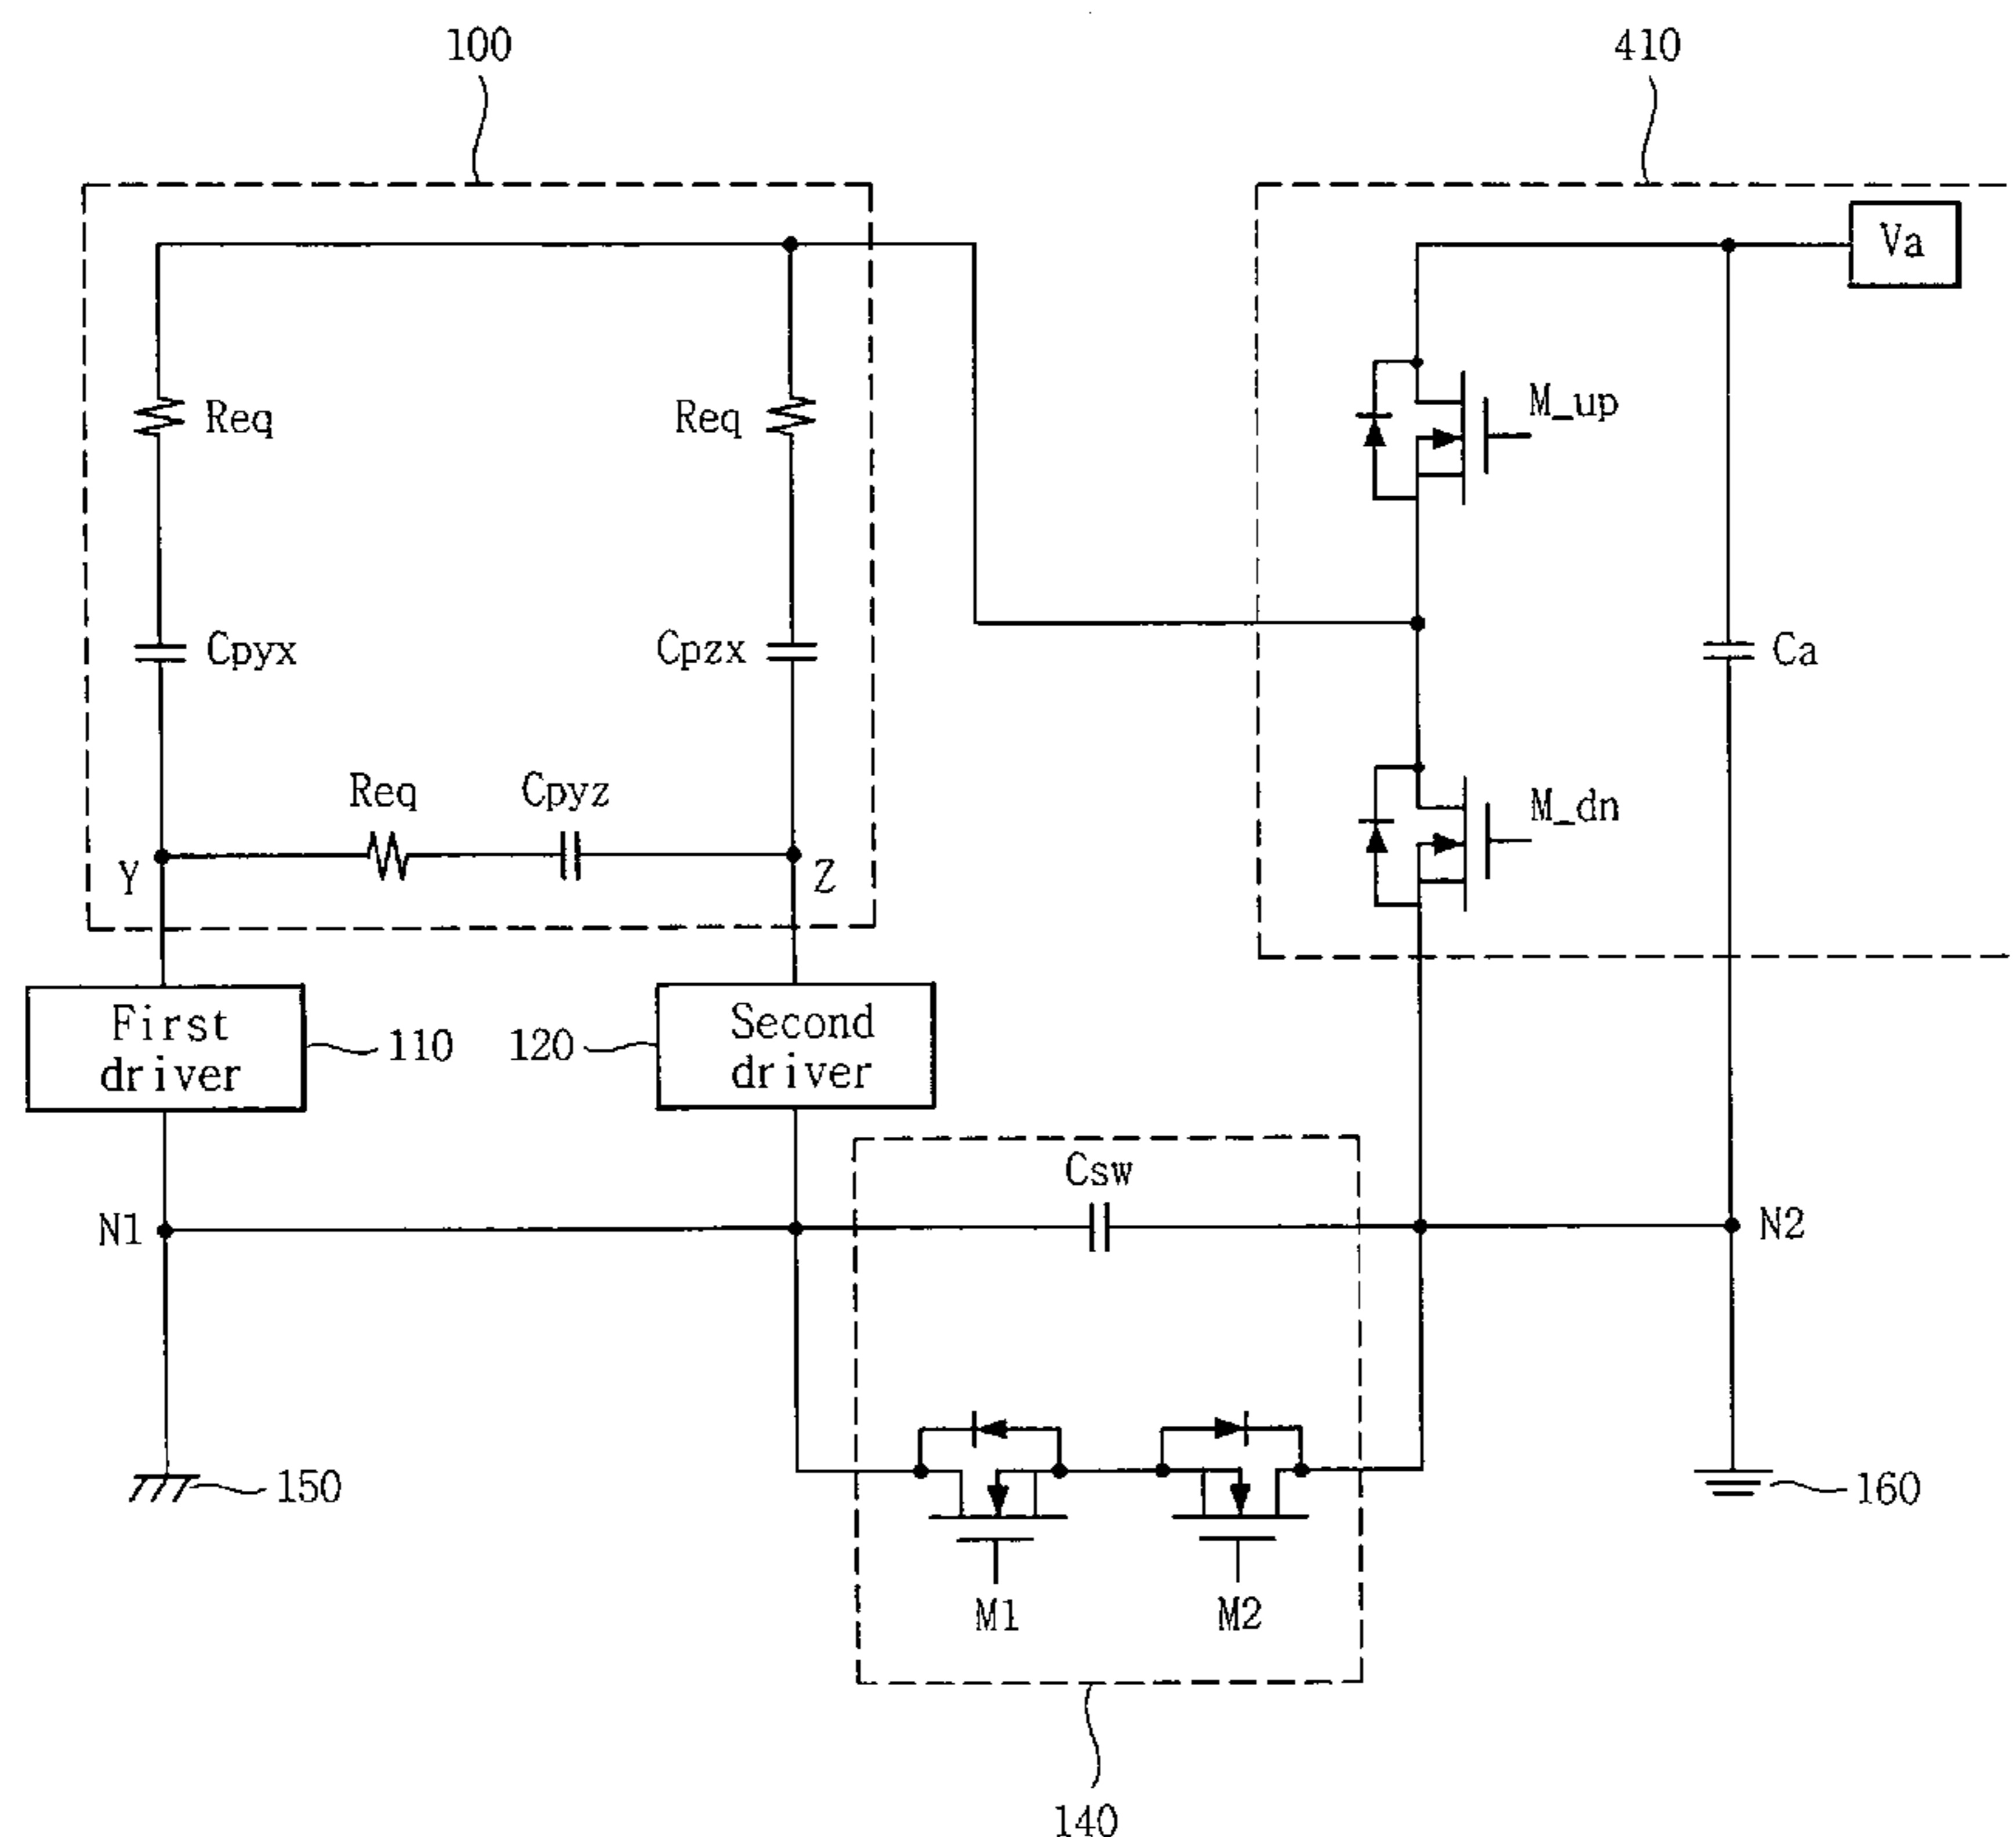 100
410
Va
Req
Req
M_up
Cpyx
Cpzx
Ca
Req
Cpyz
M_dn
Y
Z
First
driver
110
120
Second
driver
Csw
N1
N2
150
160
M1
M2
140